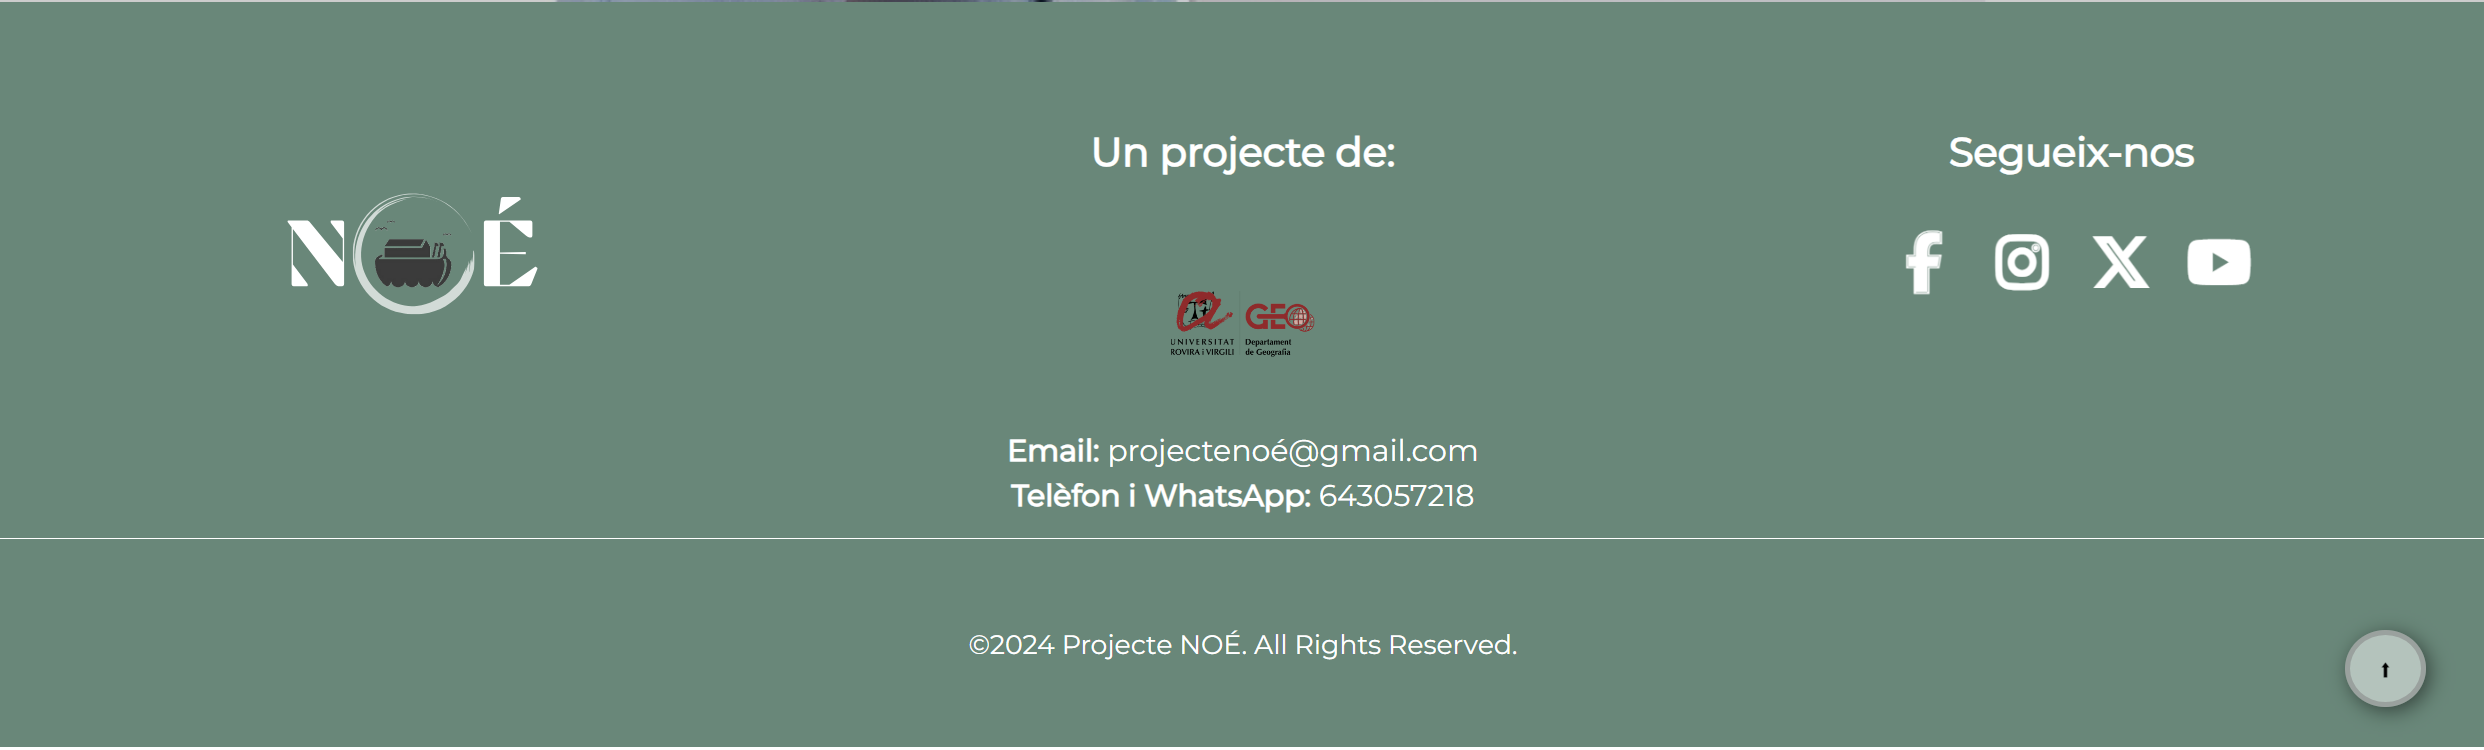 NOÉ
Un projecte de:
UNIVERSITAT
ROVIRA i VIRGILI
GEO
Departament
de Geografia
Email: projectenoé@gmail.com
Telèfon i WhatsApp: 643057218
Segueix-nos
©2024 Projecte NOÉ. All Rights Reserved.